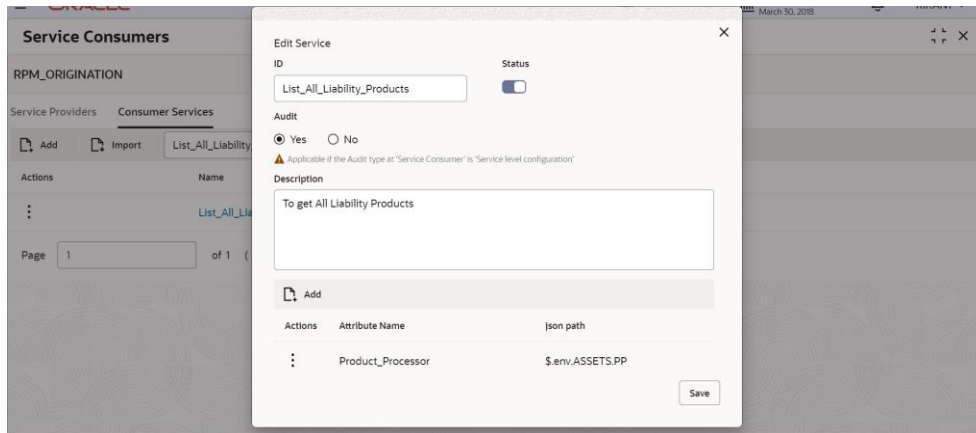 March 30, 2018
Service Consumers
RPM_ORIGINATION
Service Providers Consumer Services
Add Import List_All_Liability
Actions Name
List_All_Lia
Page 1 of 1 (
Edit Service
ID Status
List_All_Liability_Products
Audit
Yes No
Applicable if the Audit type at 'Service Consumer' is 'Service level configuration'
Description
To get All Liability Products
Add
Actions Attribute Name Json path
Product_Processor $.env.ASSETS.PP
Save